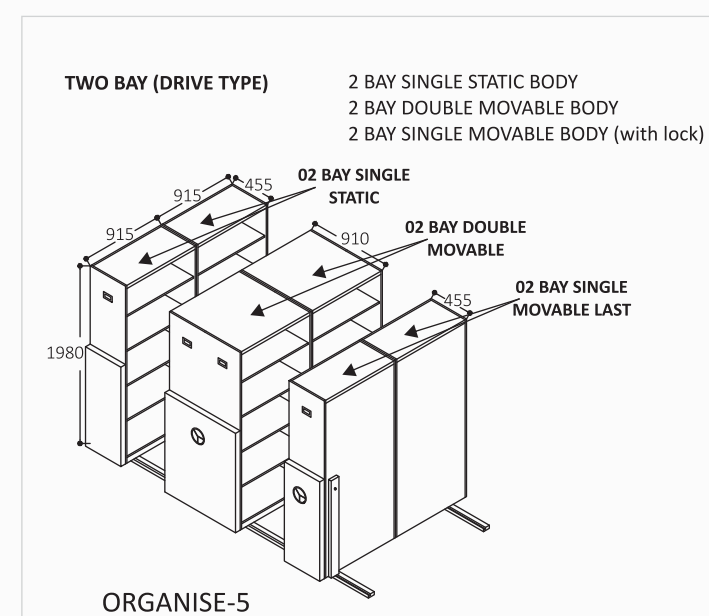 TWO BAY (DRIVE TYPE)
2 BAY SINGLE STATIC BODY
2 BAY DOUBLE MOVABLE BODY
2 BAY SINGLE MOVABLE BODY (with lock)
02 BAY SINGLE
STATIC
915
455
915
02 BAY DOUBLE
MOVABLE
910
02 BAY SINGLE
MOVABLE LAST
455
1980
ORGANISE-5